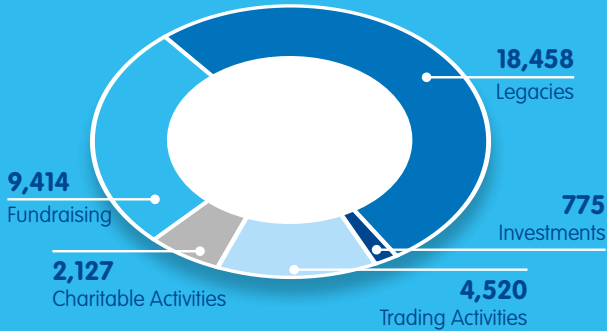 18,458
Legacies
9,414
Fundraising
775
Investments
2,127
Charitable Activities
4,520
Trading Activities